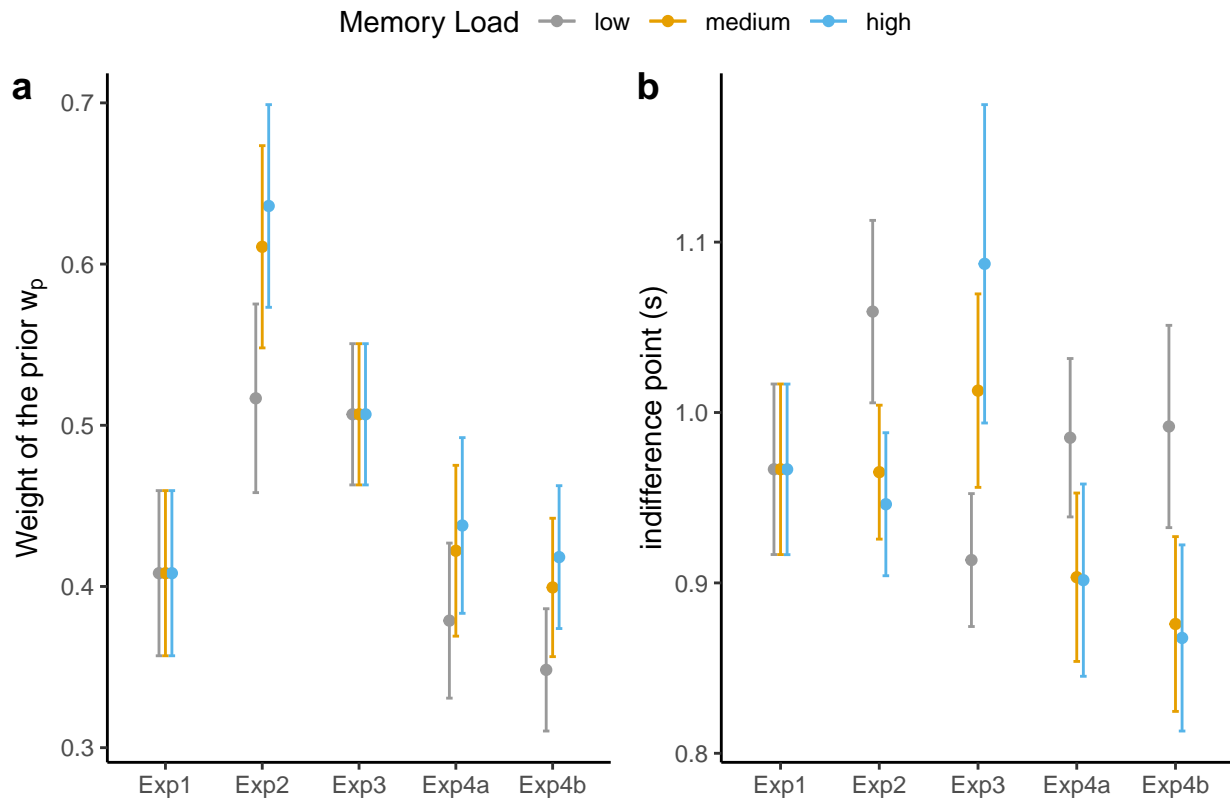 Memory Load low medium high
a
Weight of the prior wp
0.7
0.6
0.5
0.4
0.3
Exp1 Exp2 Exp3 Exp4a Exp4b
b
indifference point (s)
1.1
1.0
0.9
0.8
Exp1 Exp2 Exp3 Exp4a Exp4b